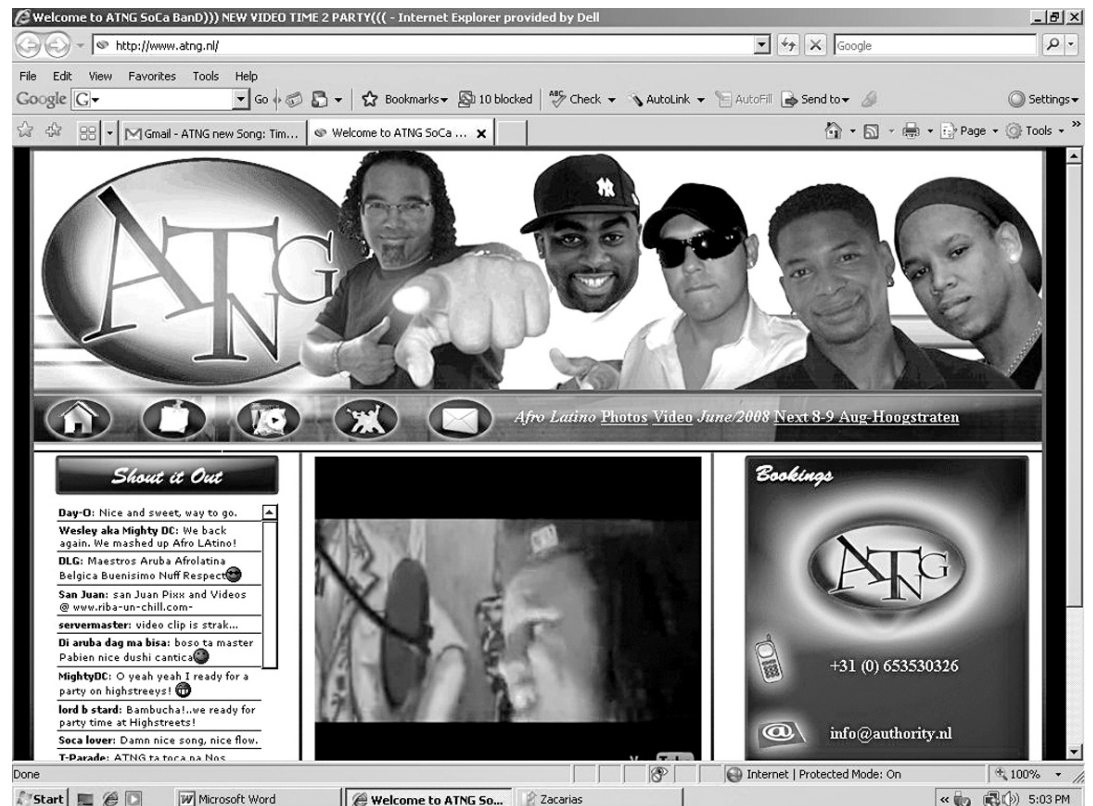 Welcome to ATNG SoCa BanD))) NEW VIDEO TIME 2 PARTY((( - Internet Explorer provided by Dell
http://www.atng.nl/
Google
File Edit View Favorites Tools Help
Google G Go Bookmarks 10 blocked ABC Check AutoLink AutoFill Send to Settings
Gmail - ATNG new Song: Tim... Welcome to ATNG SoCa ... Page Tools
ATNG
NY
Afro Latino Photos Video June/2008 Next 8-9 Aug-Hoogstraten
Shout it Out
Day-O: Nice and sweet, way to go.
Wesley aka Mighty DC: We back
again. We mashed up Afro LAtino!
DLG: Maestros Aruba Afrolatina
Belgica Buenisimo Nuff Respect
San Juan: san Juan Pixx and Videos
@ www.riba-un-chill.com-
servermaster: video clip is strak...
Di aruba dag ma bisa: boso ta master
Pabien nice dushi cantica
MightyDC: O yeah yeah I ready for a
party on highstreeys!
lord b stard: Bambucha!..we ready for
party time at Highstreets!
Soca lover: Damn nice song, nice flow.
T-Parade: ATNG ta toca na Nos
Bookings
ATNG
+31 (0) 653530326
@ info@authority.nl
Done Internet | Protected Mode: On 100%
Start Microsoft Word Welcome to ATNG So... Zacarias 5:03 PM